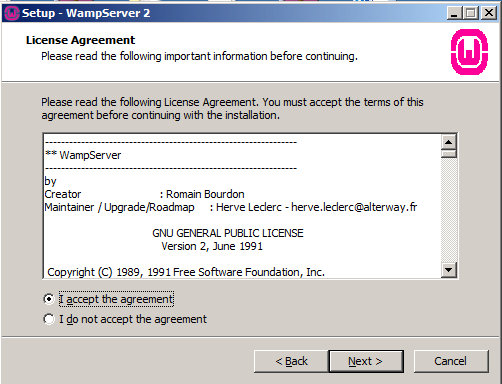 Setup - WampServer 2
License Agreement
Please read the following important information before continuing.
Please read the following License Agreement. You must accept the terms of this
agreement before continuing with the installation.
----------------------------------------------------------------
** WampServer
----------------------------------------------------------------
by
Creator : Romain Bourdon
Maintainer / Upgrade/Roadmap : Herve Leclerc - herve.leclerc@alterway.fr
GNU GENERAL PUBLIC LICENSE
Version 2, June 1991
Copyright (C) 1989, 1991 Free Software Foundation, Inc.
I accept the agreement
I do not accept the agreement
< Back Next > Cancel